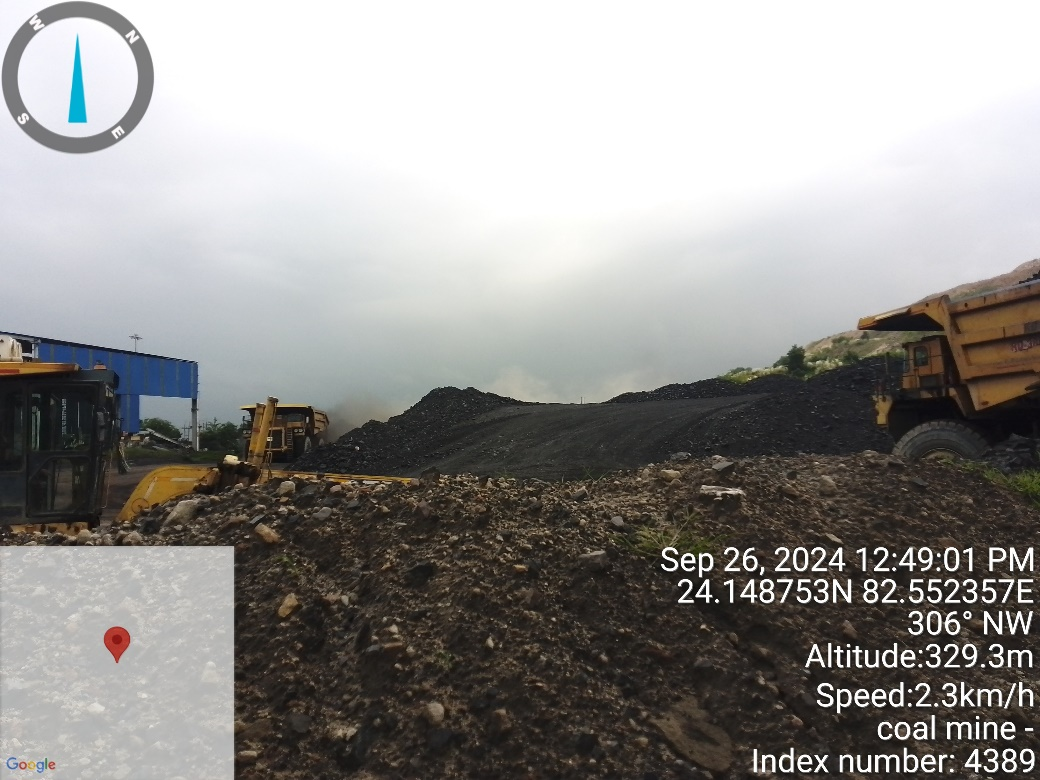 W
N
S
E
Sep 26, 2024 12:49:01 PM
24.148753N 82.552357E
306° NW
Altitude:329.3m
Speed:2.3km/h
coal mine -
Index number: 4389
Google